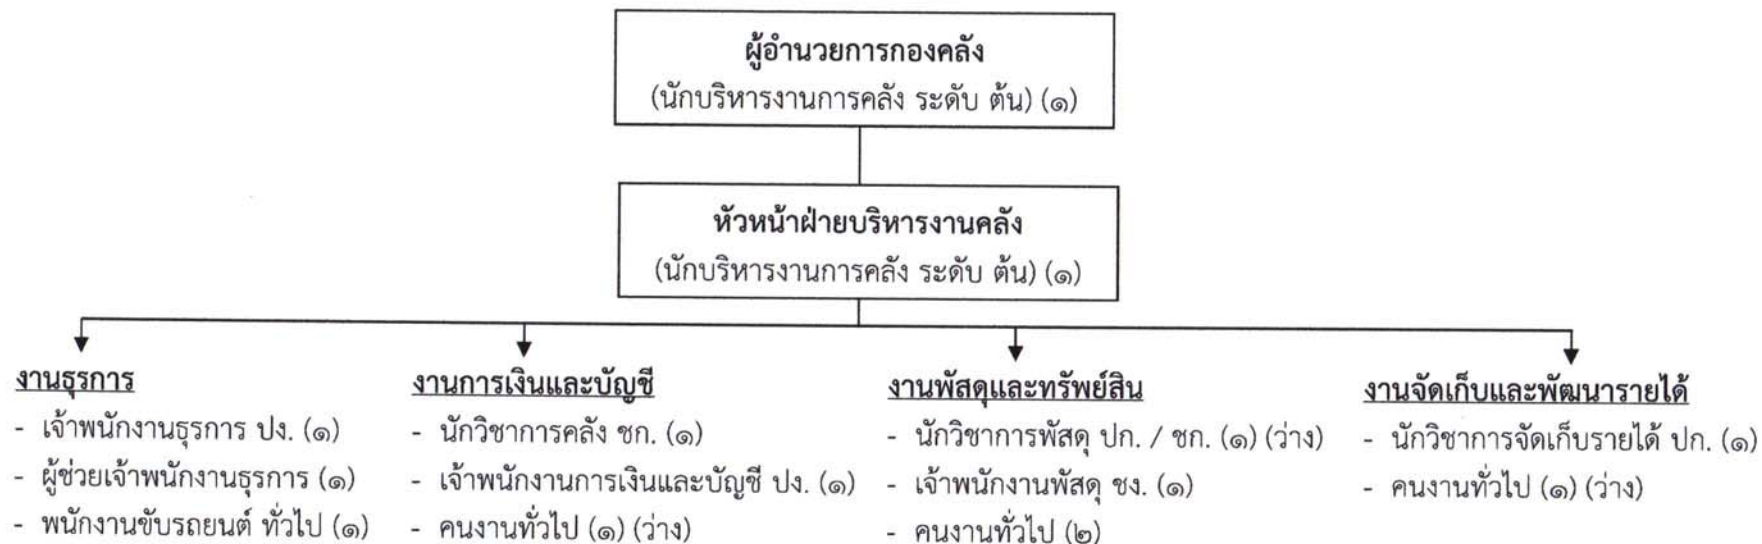 ผู้อำนวยการกองคลัง
(นักบริหารงานการคลัง ระดับ ต้น) (๑)
หัวหน้าฝ่ายบริหารงานคลัง
(นักบริหารงานการคลัง ระดับ ต้น) (๑)
งานธุรการ
- เจ้าพนักงานธุรการ ปง. (๑)
- ผู้ช่วยเจ้าพนักงานธุรการ (๑)
- พนักงานขับรถยนต์ ทั่วไป (๑)
งานการเงินและบัญชี
- นักวิชาการคลัง ชก. (๑)
- เจ้าพนักงานการเงินและบัญชี ปง. (๑)
- คนงานทั่วไป (๑) (ว่าง)
งานพัสดุและทรัพย์สิน
- นักวิชาการพัสดุ ปก. / ชก. (๑) (ว่าง)
- เจ้าพนักงานพัสดุ ชง. (๑)
- คนงานทั่วไป (๒)
งานจัดเก็บและพัฒนารายได้
- นักวิชาการจัดเก็บรายได้ ปก. (๑)
- คนงานทั่วไป (๑) (ว่าง)